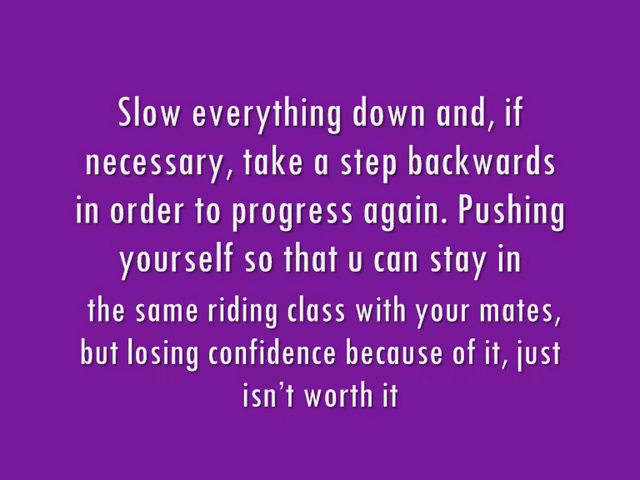 Slow everything down and, if
necessary, take a step backwards
in order to progress again. Pushing
yourself so that u can stay in
the same riding class with your mates,
but losing confidence because of it, just
isn't worth it